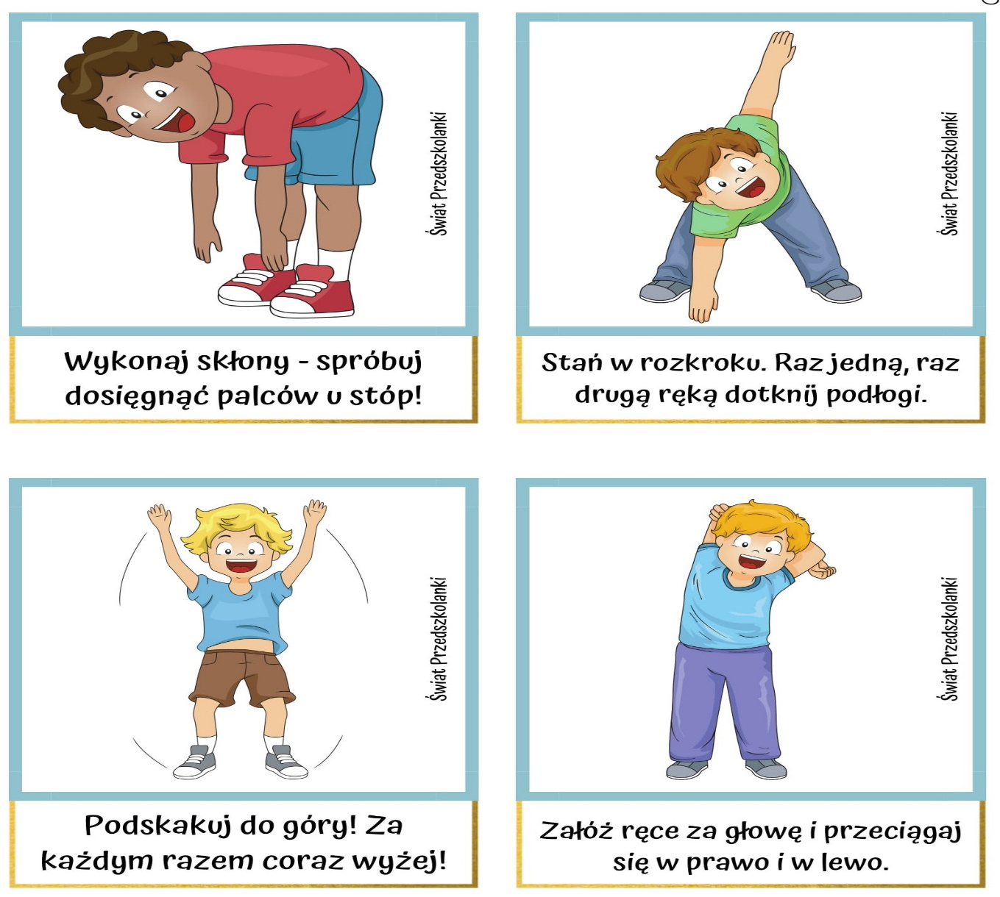 Świat Przedszkolanki
Wykonaj skłony - spróbuj
dosięgnąć palców u stóp!
Świat Przedszkolanki
Stań w rozkroku. Raz jedną, raz
drugą ręką dotknij podłogi.
Świat Przedszkolanki
Podskakuj do góry! Za
każdym razem coraz wyżej!
Świat Przedszkolanki
Załóż ręce za głowę i przeciągaj
się w prawo i w lewo.